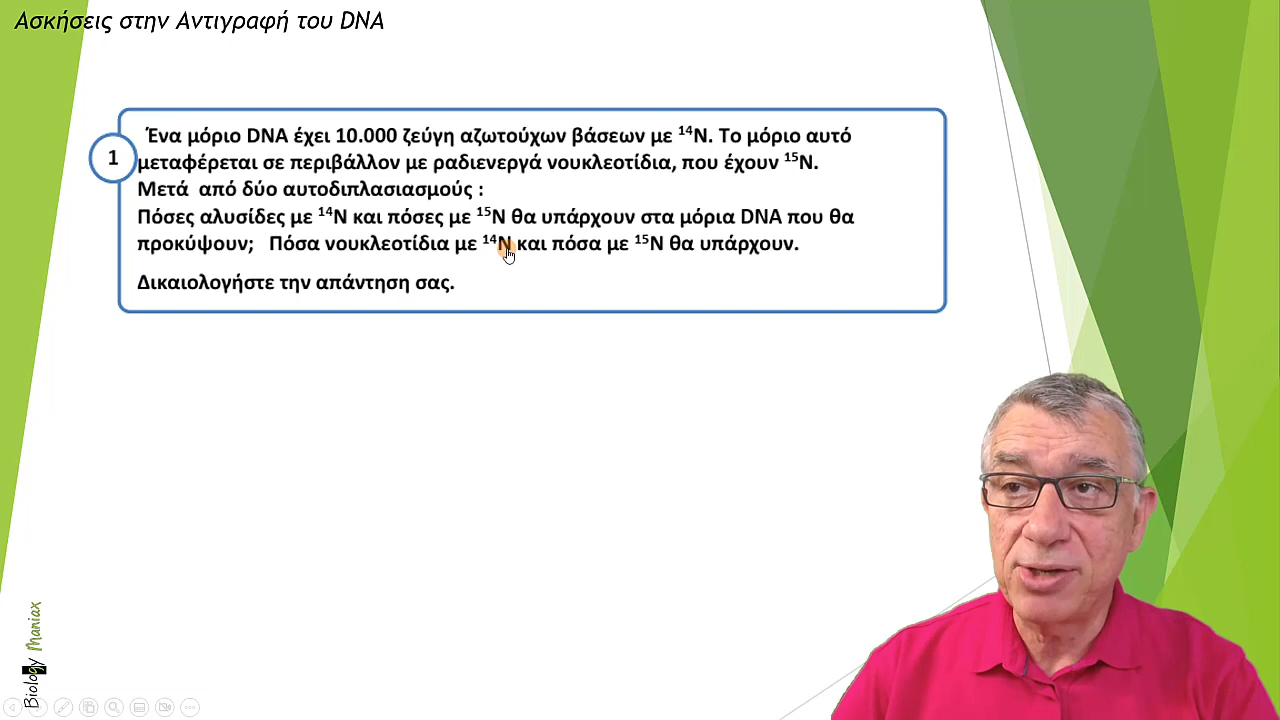 Ασκήσεις στην Αντιγραφή του DNA
1
Ένα μόριο DNA έχει 10.000 ζεύγη αζωτούχων βάσεων με ¹⁴N. Το μόριο αυτό
μεταφέρεται σε περιβάλλον με ραδιενεργά νουκλεοτίδια, που έχουν ¹⁵N.
Μετά από δύο αυτοδιπλασιασμούς :
Πόσες αλυσίδες με ¹⁴N και πόσες με ¹⁵N θα υπάρχουν στα μόρια DNA που θα
προκύψουν; Πόσα νουκλεοτίδια με ¹⁴N και πόσα με ¹⁵N θα υπάρχουν.
Δικαιολογήστε την απάντηση σας.
Biology Maniax